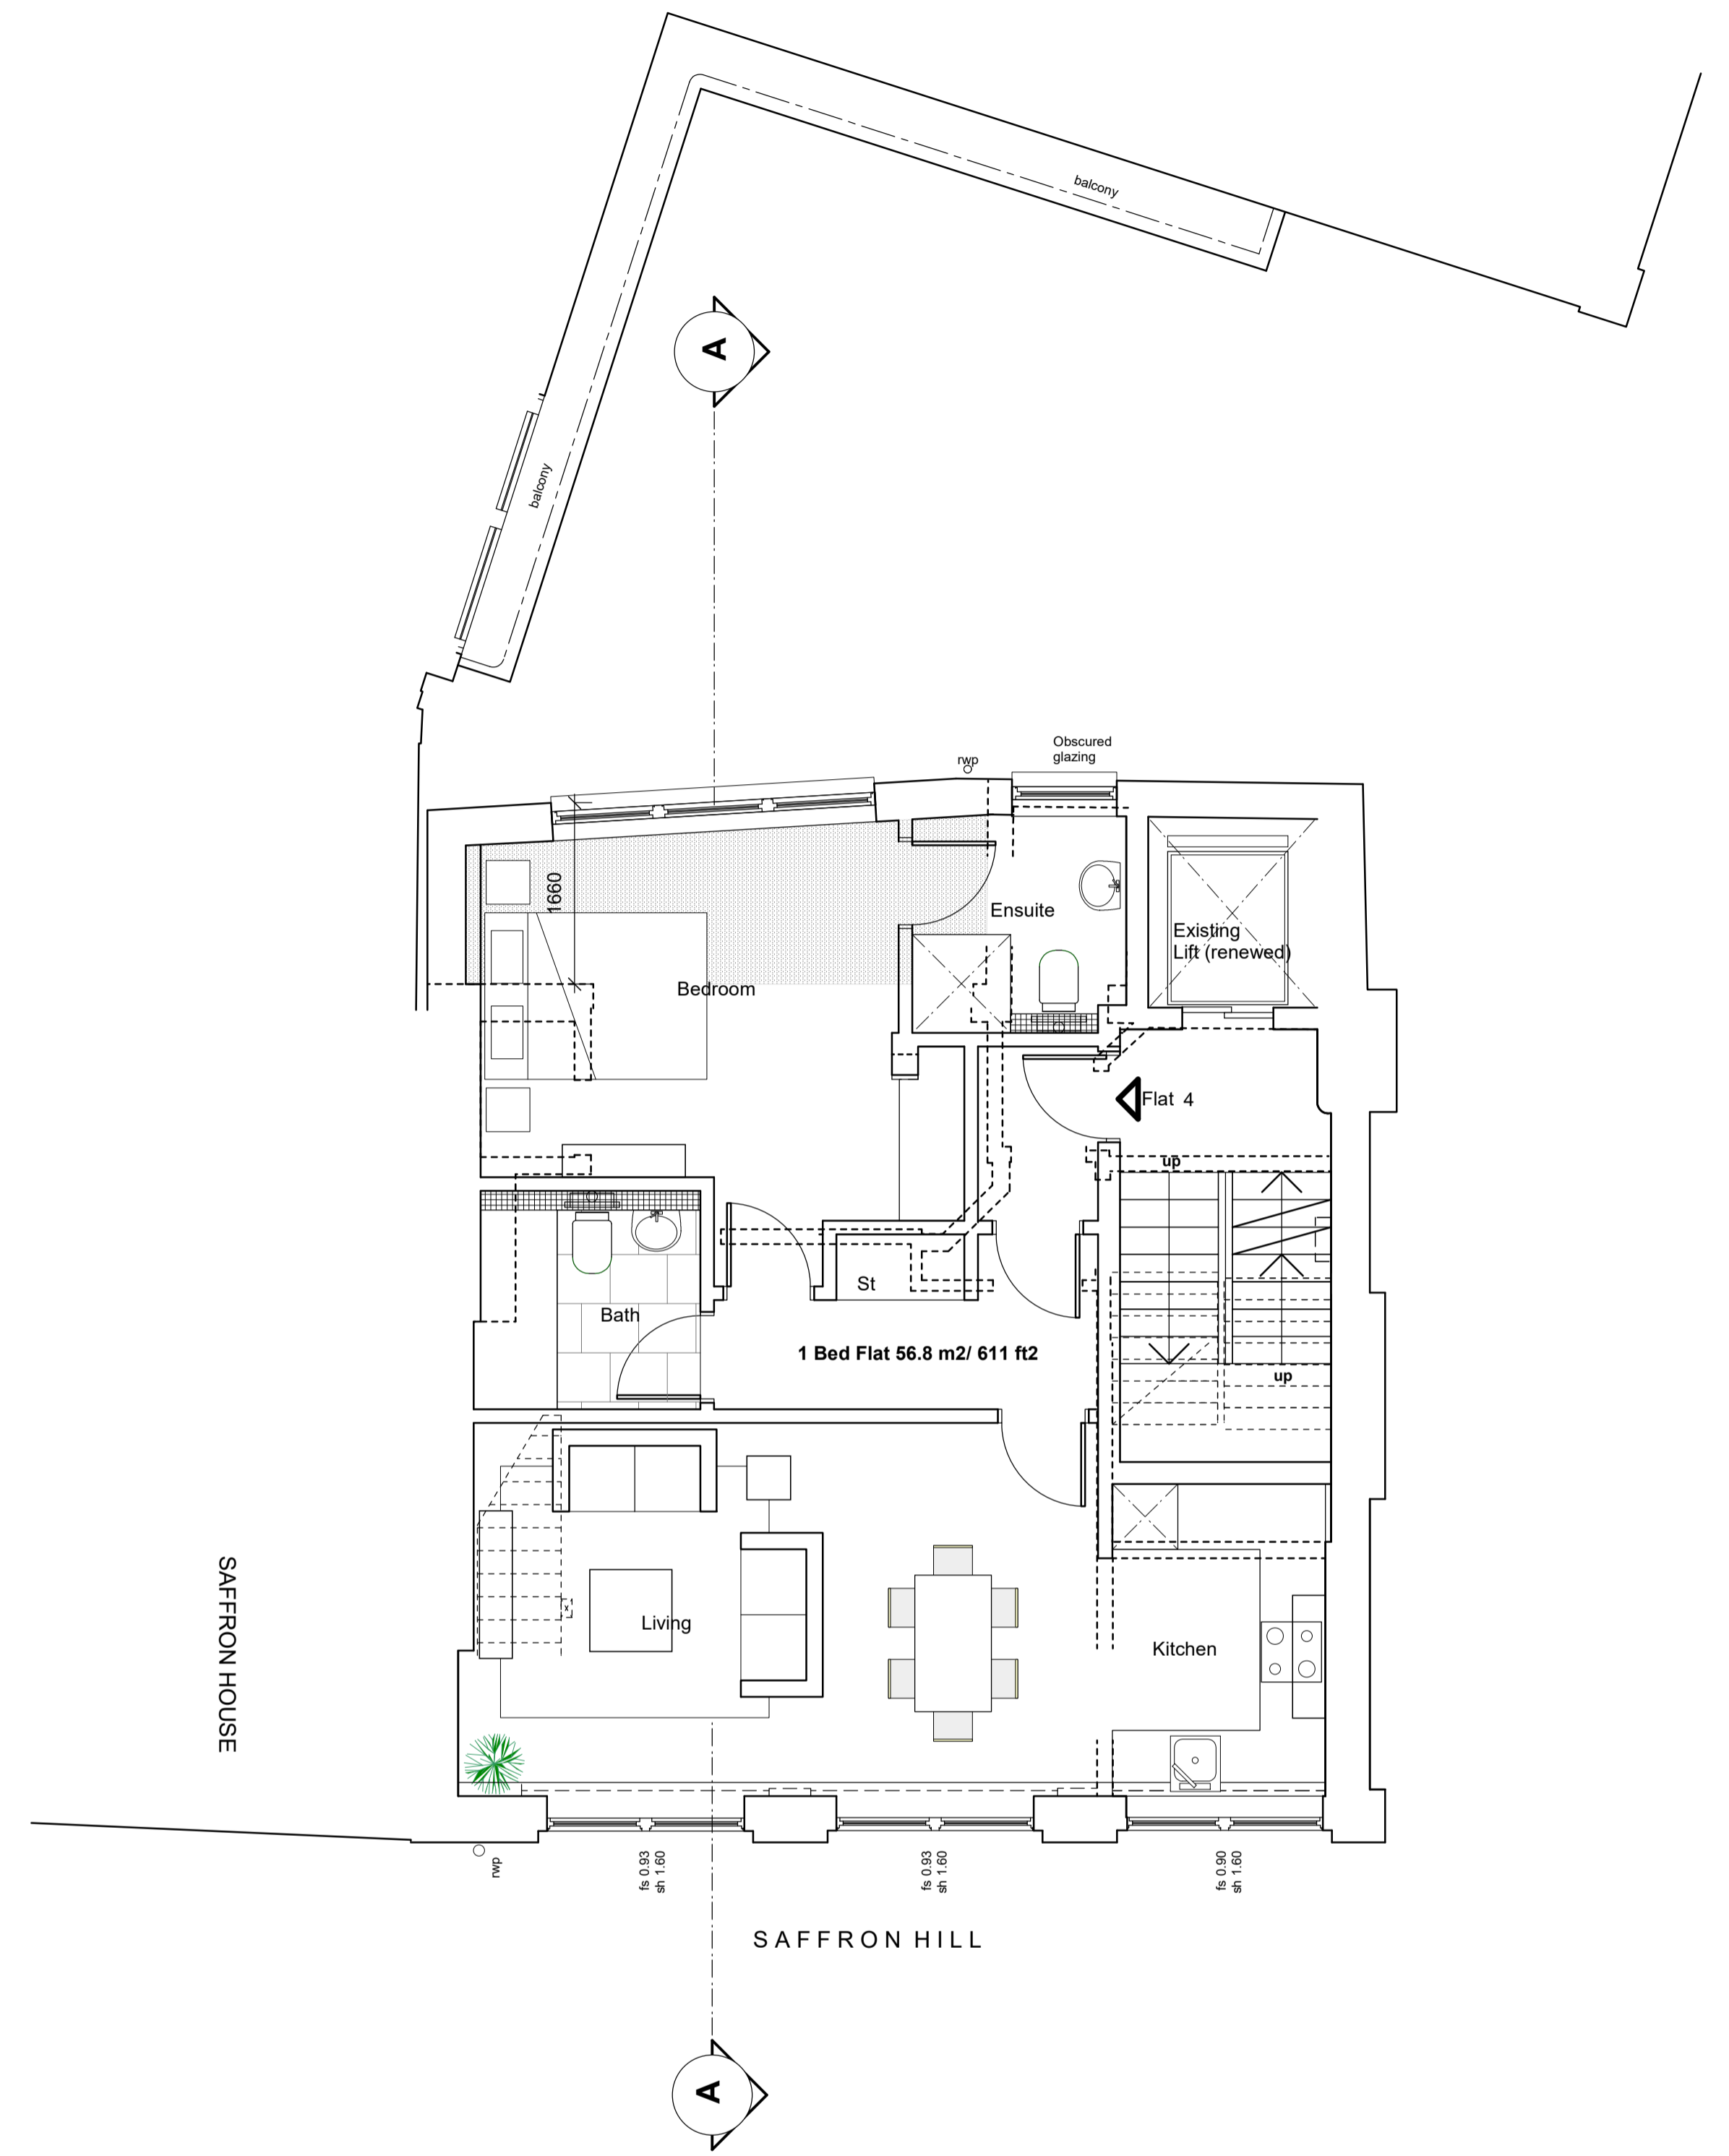 balcony
A
balcony
Obscured
glazing
rwp
1660
Ensuite
Existing
Lift (renewed)
Bedroom
Flat 4
up
St
Bath
1 Bed Flat 56.8 m2/ 611 ft2
up
SAFFRON HOUSE
Living
Kitchen
rwp
fs 0.93
sh 1.60
fs 0.93
sh 1.60
fs 0.90
sh 1.60
SAFFRON HILL
A